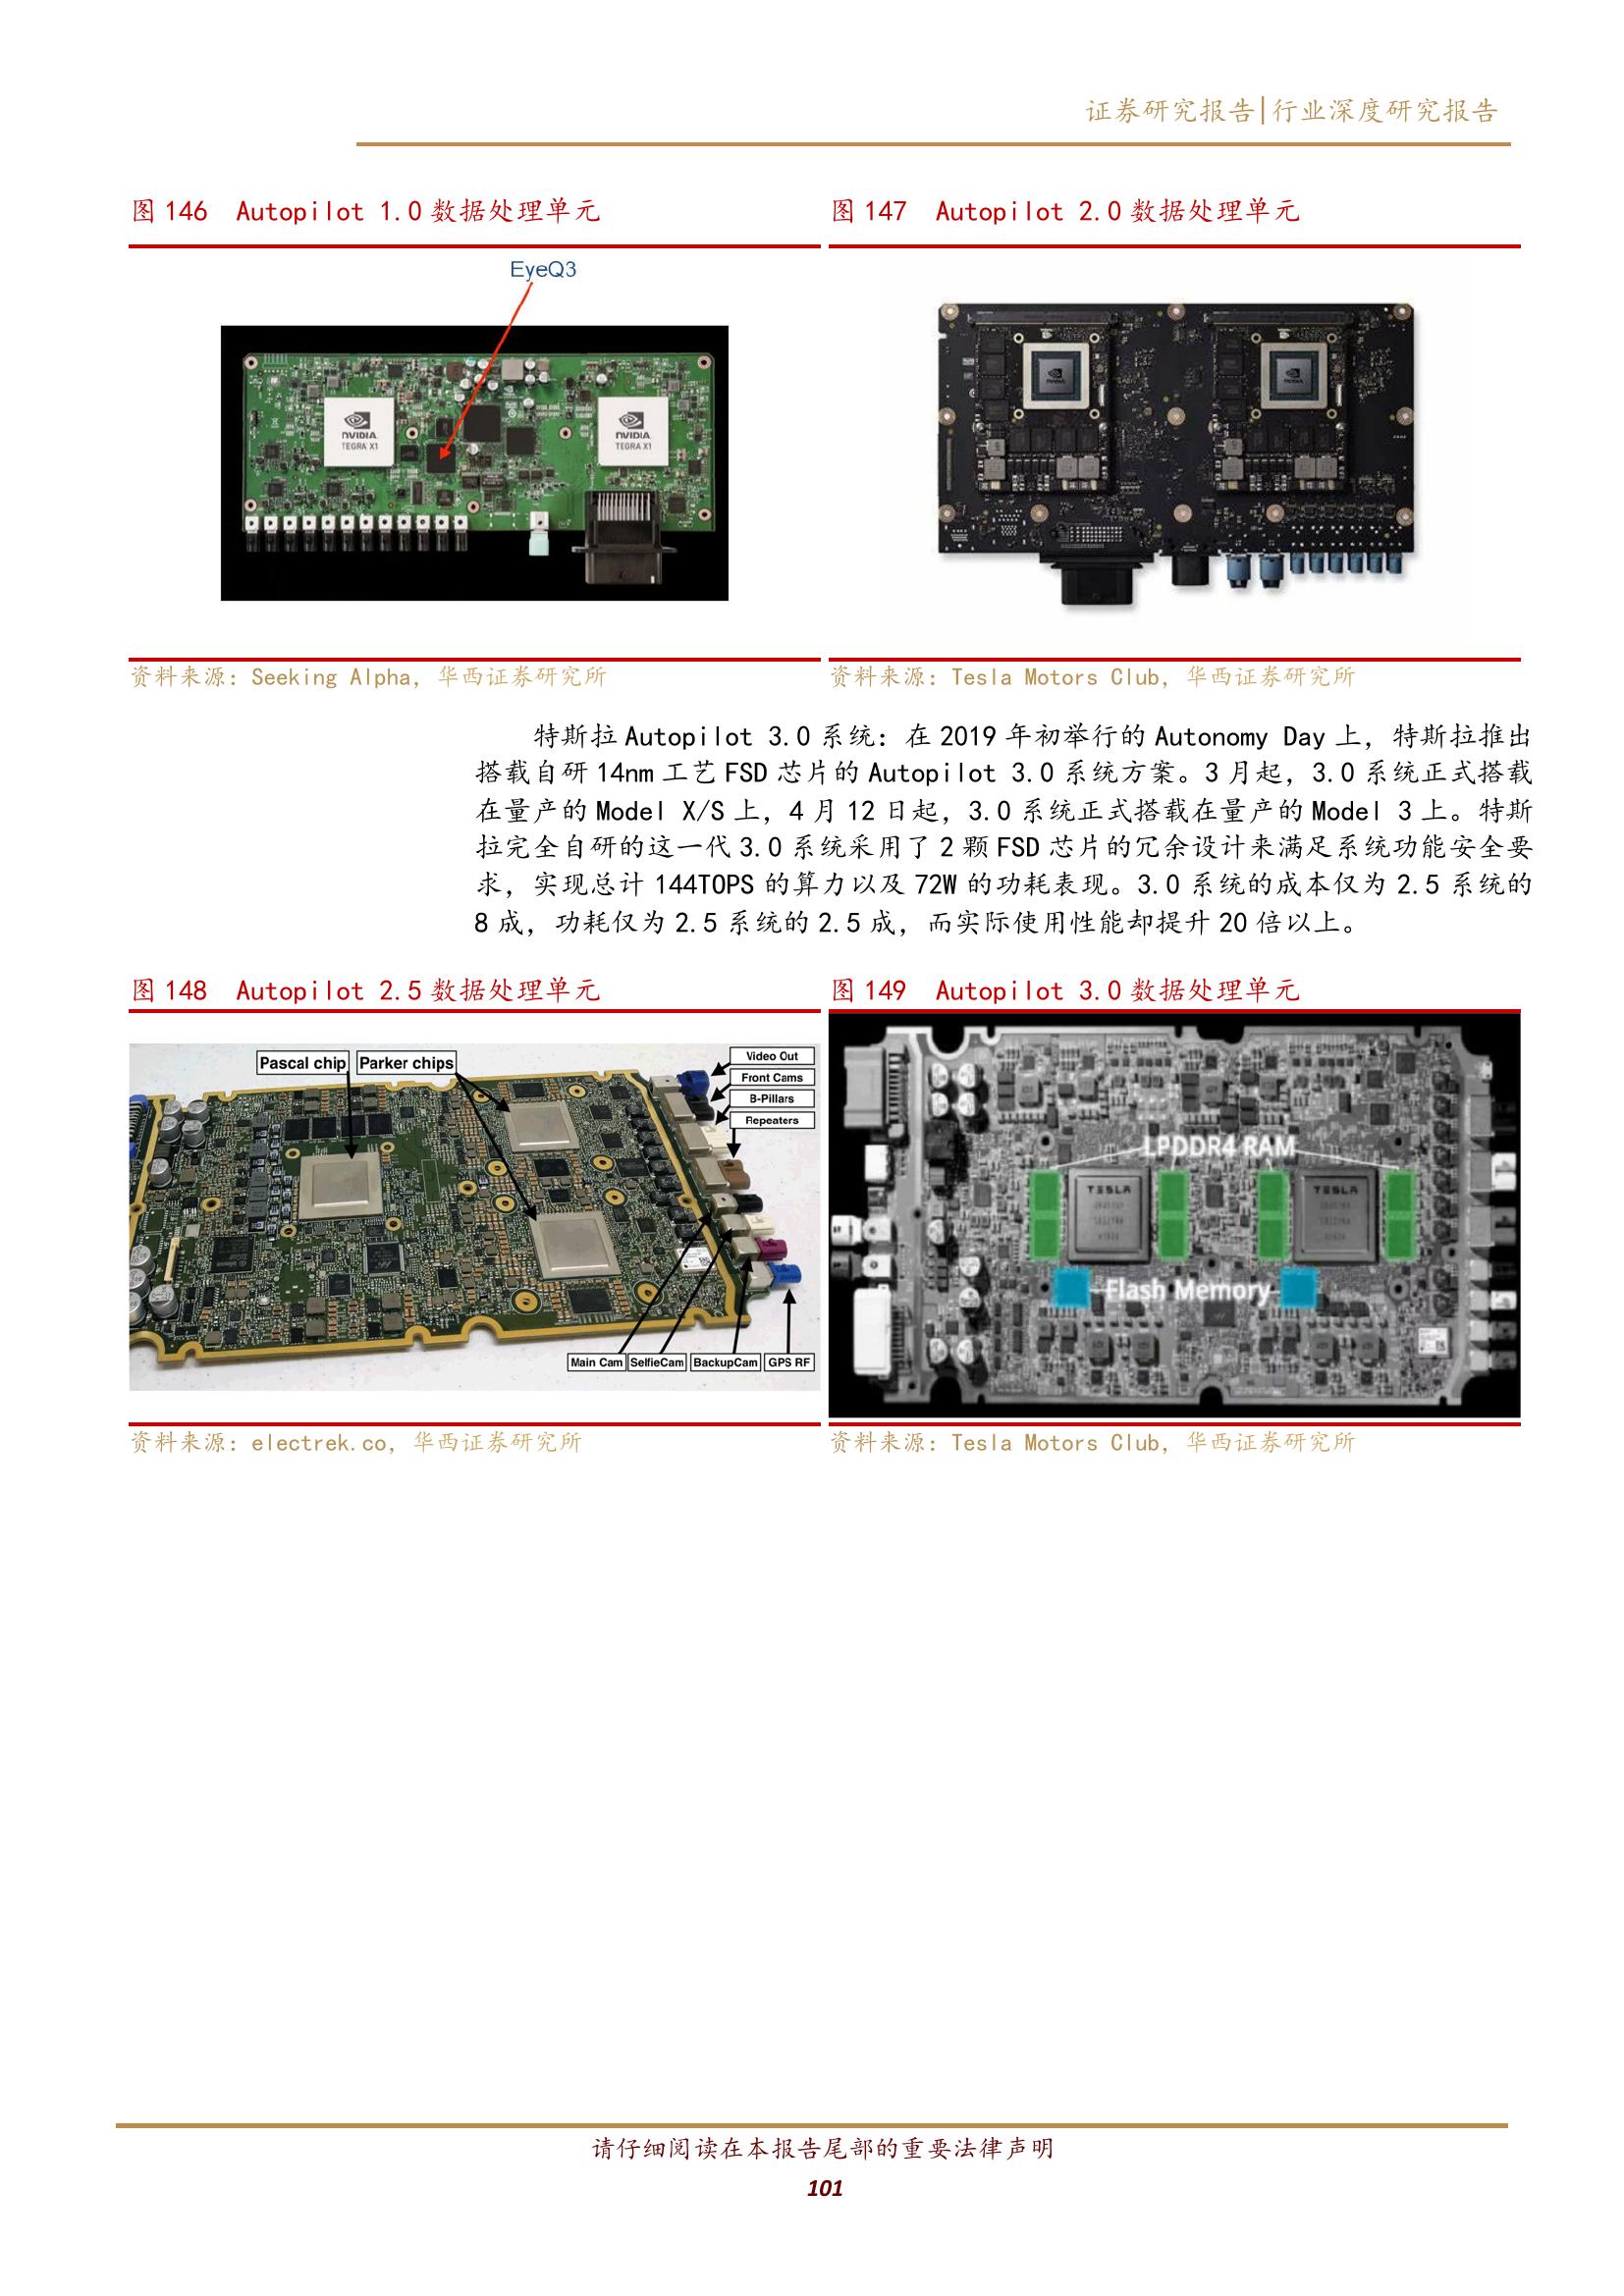 证券研究报告|行业深度研究报告
图 146 Autopilot 1.0 数据处理单元
图 147 Autopilot 2.0 数据处理单元
EyeQ3
NVIDIA
TEGRA X1
NVIDIA
TEGRA X1
NVIDIA
NVIDIA
资料来源：Seeking Alpha, 华西证券研究所
资料来源：Tesla Motors Club, 华西证券研究所
特斯拉 Autopilot 3.0 系统：在 2019 年初举行的 Autonomy Day 上，特斯拉推出
搭载自研 14nm 工艺 FSD 芯片的 Autopilot 3.0 系统方案。3 月起，3.0 系统正式搭载
在量产的 Model X/S 上，4 月 12 日起，3.0 系统正式搭载在量产的 Model 3 上。特斯
拉完全自研的这一代 3.0 系统采用了 2 颗 FSD 芯片的冗余设计来满足系统功能安全要
求，实现总计 144TOPS 的算力以及 72W 的功耗表现。3.0 系统的成本仅为 2.5 系统的
8 成，功耗仅为 2.5 系统的 2.5 成，而实际使用性能却提升 20 倍以上。
图 148 Autopilot 2.5 数据处理单元
图 149 Autopilot 3.0 数据处理单元
Pascal chip
Parker chips
Video Out
Front Cams
B-Pillars
Repeaters
Main Cam
SelfieCam
BackupCam
GPS RF
LPDDR4 RAM
TESLA
TESLA
Flash Memory
资料来源：electrek.co, 华西证券研究所
资料来源：Tesla Motors Club, 华西证券研究所
请仔细阅读在本报告尾部的重要法律声明
101